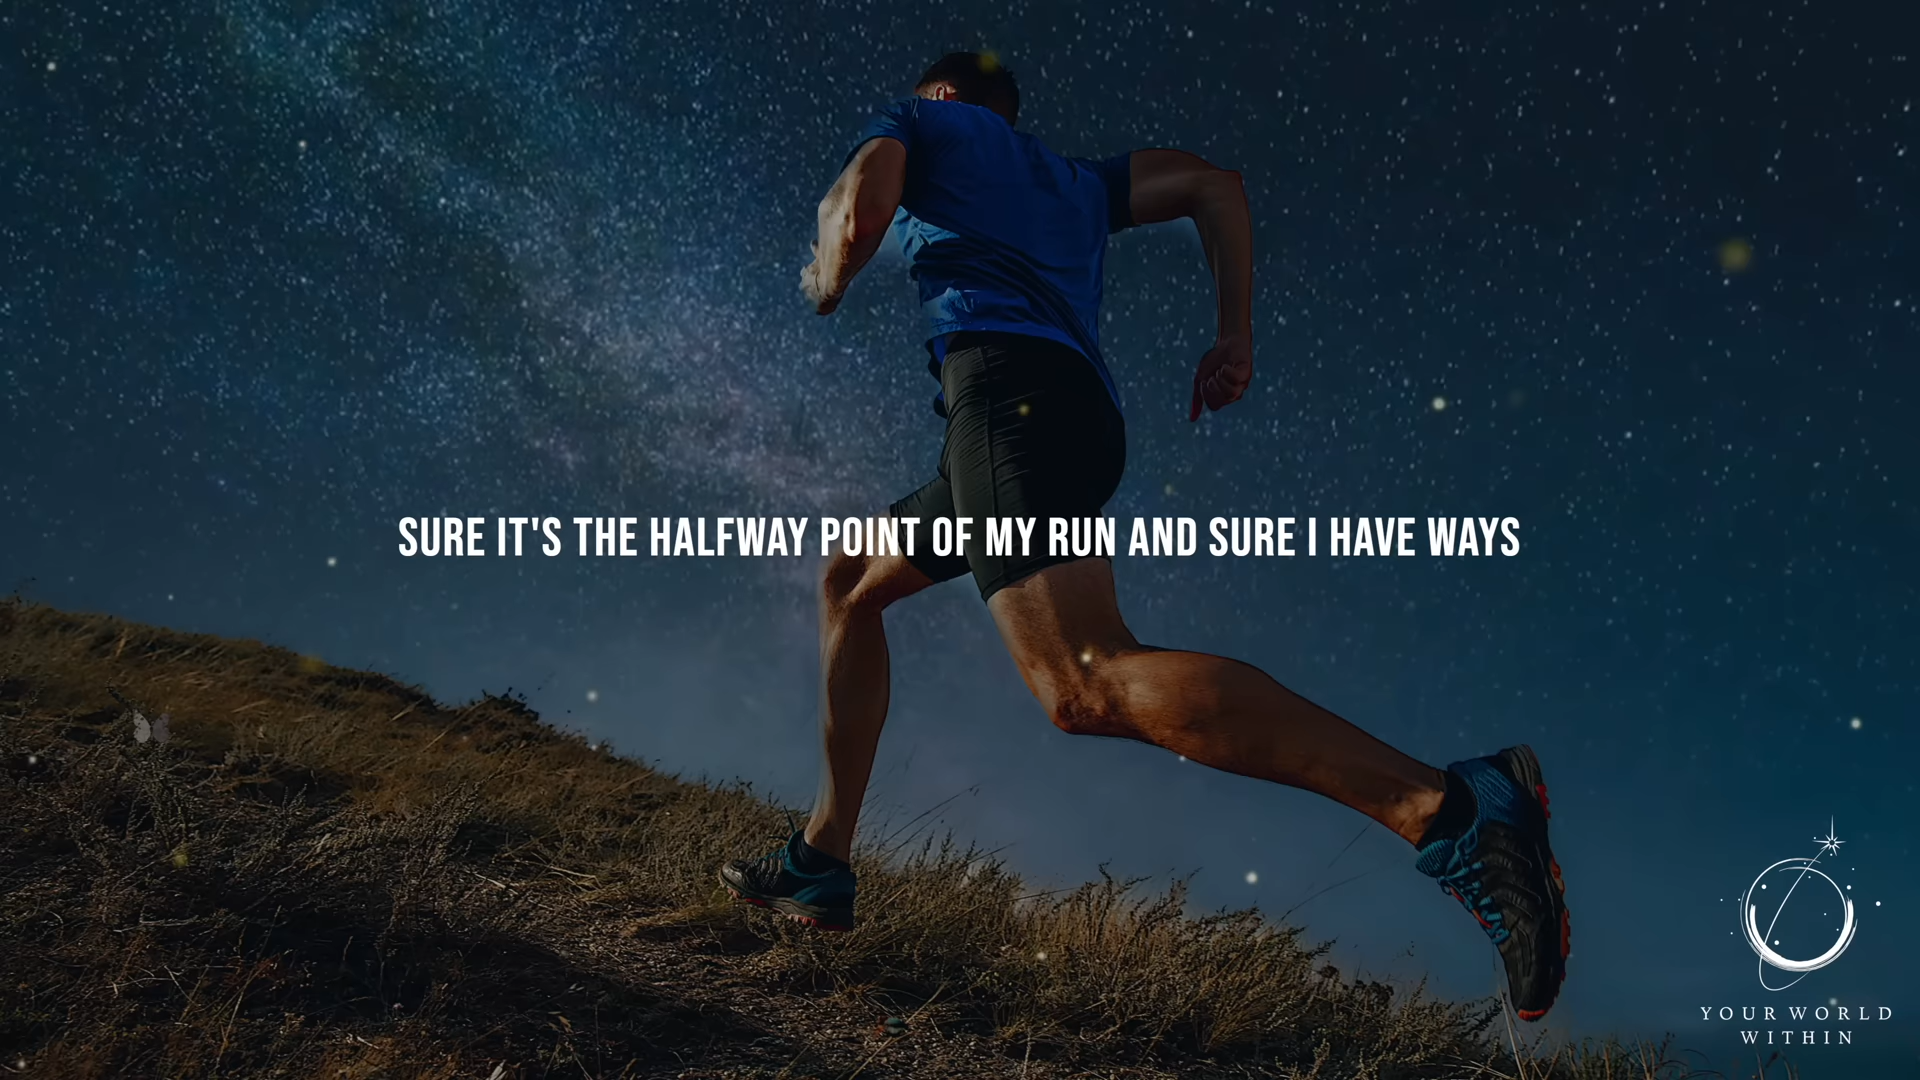 SURE IT'S THE HALFWAY POINT OF MY RUN AND SURE I HAVE WAYS
YOUR WORLD
WITHIN